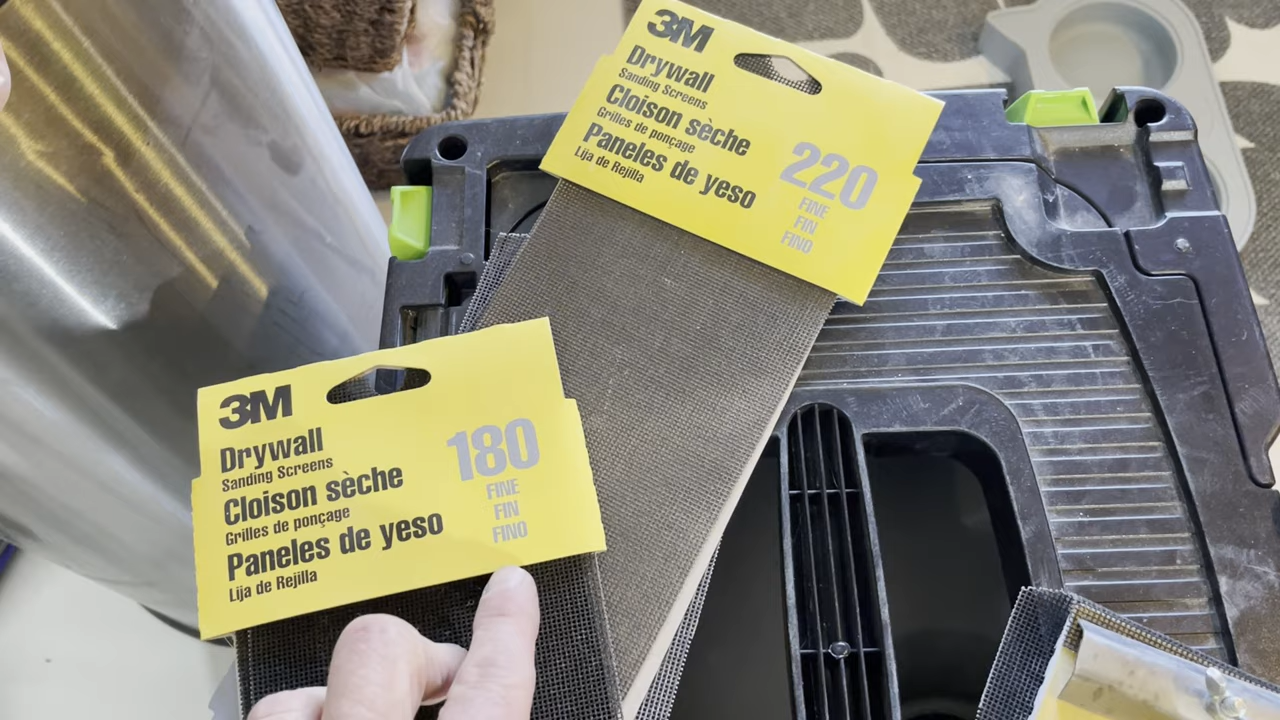 3M
Drywall
Sanding Screens
Cloison sèche
Grilles de ponçage
Paneles de yeso
Lija de Rejilla
220
FINE
FIN
FINO
3M
Drywall
Sanding Screens
Cloison sèche
Grilles de ponçage
Paneles de yeso
Lija de Rejilla
180
FINE
FIN
FINO